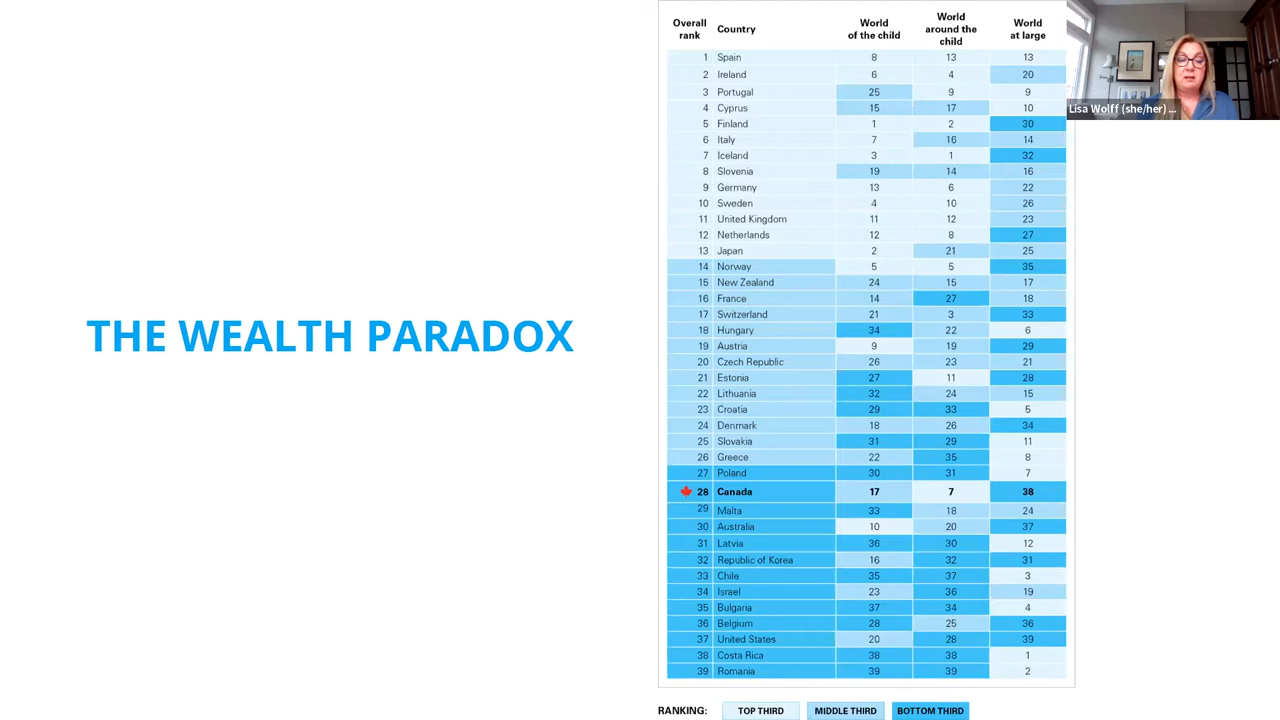 THE WEALTH PARADOX
Overall rank Country World of the child World around the child World at large
1 Spain 8 13 13
2 Ireland 6 4 20
3 Portugal 25 9 9
4 Cyprus 15 17 10
5 Finland 1 2 30
6 Italy 7 16 14
7 Iceland 3 1 32
8 Slovenia 19 14 16
9 Germany 13 6 22
10 Sweden 4 10 26
11 United Kingdom 11 12 23
12 Netherlands 12 8 27
13 Japan 2 21 25
14 Norway 5 5 35
15 New Zealand 24 15 17
16 France 14 27 18
17 Switzerland 21 3 33
18 Hungary 34 22 6
19 Austria 9 19 29
20 Czech Republic 26 23 21
21 Estonia 27 11 28
22 Lithuania 32 24 15
23 Croatia 29 33 5
24 Denmark 18 26 34
25 Slovakia 31 29 11
26 Greece 22 35 8
27 Poland 30 31 7
28 Canada 17 7 38
29 Malta 33 18 24
30 Australia 10 20 37
31 Latvia 36 30 12
32 Republic of Korea 16 32 31
33 Chile 35 37 3
34 Israel 23 36 19
35 Bulgaria 37 34 4
36 Belgium 28 25 36
37 United States 20 28 39
38 Costa Rica 38 38 1
39 Romania 39 39 2
RANKING: TOP THIRD MIDDLE THIRD BOTTOM THIRD
Lisa Wolff (she/her) ...